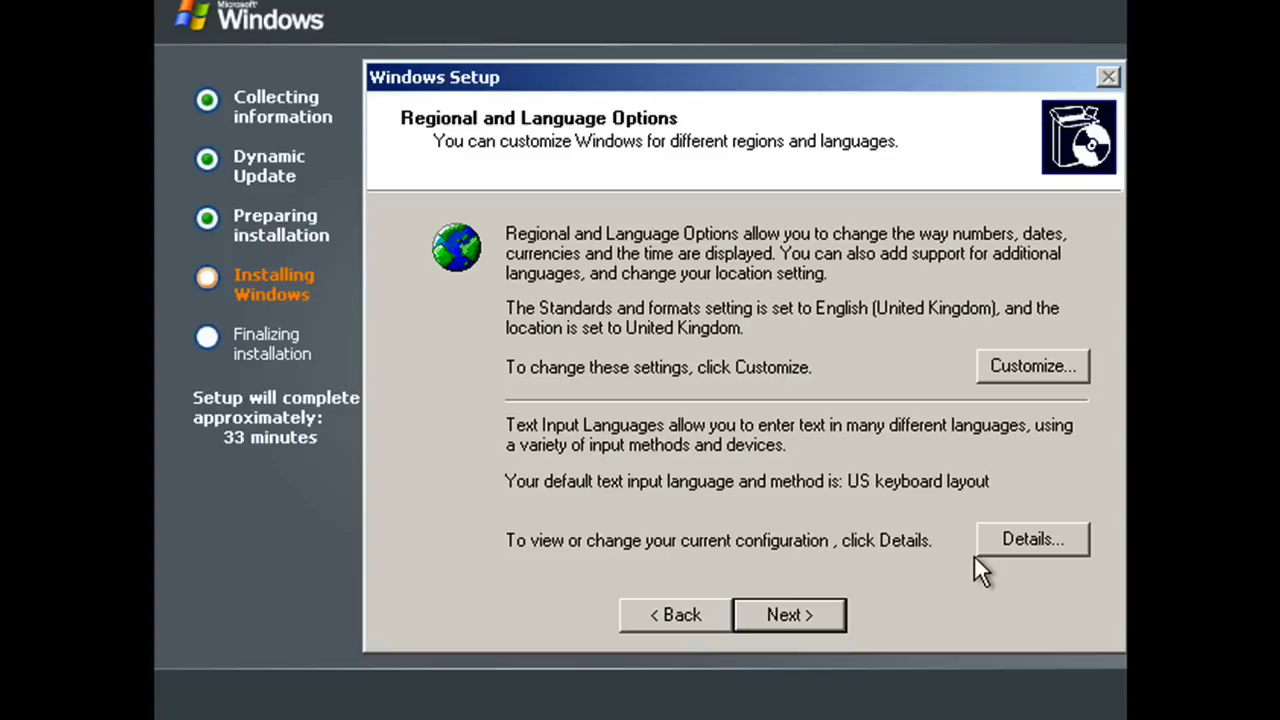 Microsoft
Windows
Collecting
information
Dynamic
Update
Preparing
installation
Installing
Windows
Finalizing
installation
Setup will complete
approximately:
33 minutes
Windows Setup
Regional and Language Options
You can customize Windows for different regions and languages.
Regional and Language Options allow you to change the way numbers, dates,
currencies and the time are displayed. You can also add support for additional
languages, and change your location setting.
The Standards and formats setting is set to English (United Kingdom), and the
location is set to United Kingdom.
To change these settings, click Customize.
Customize...
Text Input Languages allow you to enter text in many different languages, using
a variety of input methods and devices.
Your default text input language and method is: US keyboard layout
To view or change your current configuration , click Details.
Details...
< Back
Next >